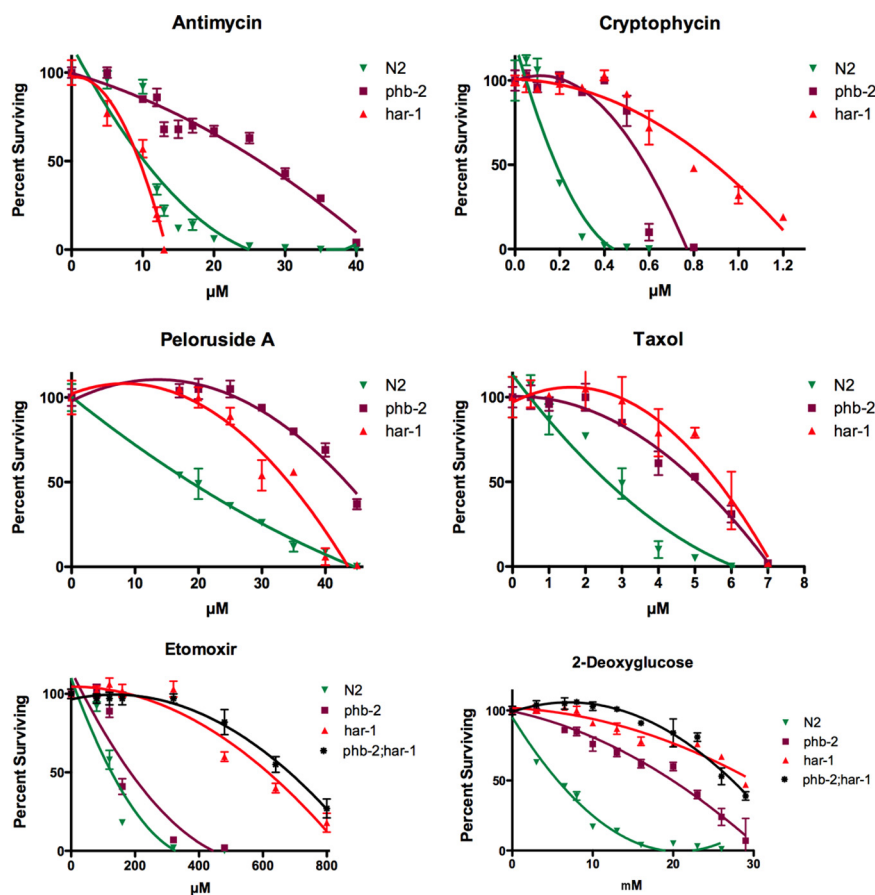 Antimycin
Percent Surviving
100
50
0
0 10 20 30 40
µM
N2
phb-2
har-1
Cryptophycin
Percent Surviving
100
50
0
0.0 0.2 0.4 0.6 0.8 1.0 1.2
µM
N2
phb-2
har-1
Peloruside A
Percent Surviving
100
50
0
0 20 30 40
µM
N2
phb-2
har-1
Taxol
Percent Surviving
100
50
0
0 1 2 3 4 5 6 7 8
µM
N2
phb-2
har-1
Etomoxir
Percent Surviving
100
50
0
0 200 400 600 800
µM
N2
phb-2
har-1
phb-2;har-1
2-Deoxyglucose
Percent Surviving
100
50
0
0 10 20 30
mM
N2
phb-2
har-1
phb-2;har-1